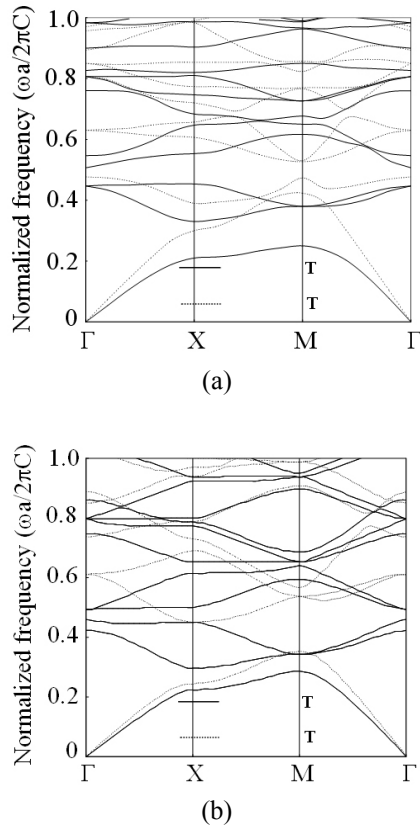 Normalized frequency (ωa/2πC)
1.0
0.8
0.6
0.4
0.2
0
T
T
Γ X M Γ
(a)
Normalized frequency (ωa/2πC)
1.0
0.8
0.6
0.4
0.2
0
T
T
Γ X M Γ
(b)